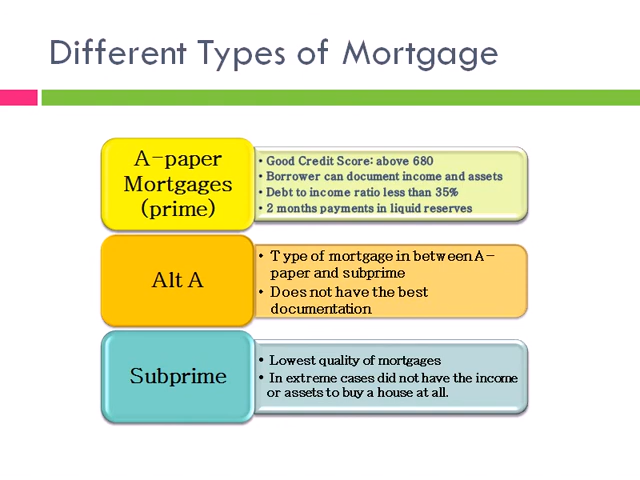 Different Types of Mortgage
A-paper
Mortgages
(prime)
• Good Credit Score: above 680
• Borrower can document income and assets
• Debt to income ratio less than 35%
• 2 months payments in liquid reserves
Alt A
• Type of mortgage in between A-
paper and subprime
• Does not have the best
documentation
Subprime
• Lowest quality of mortgages
• In extreme cases did not have the income
or assets to buy a house at all.